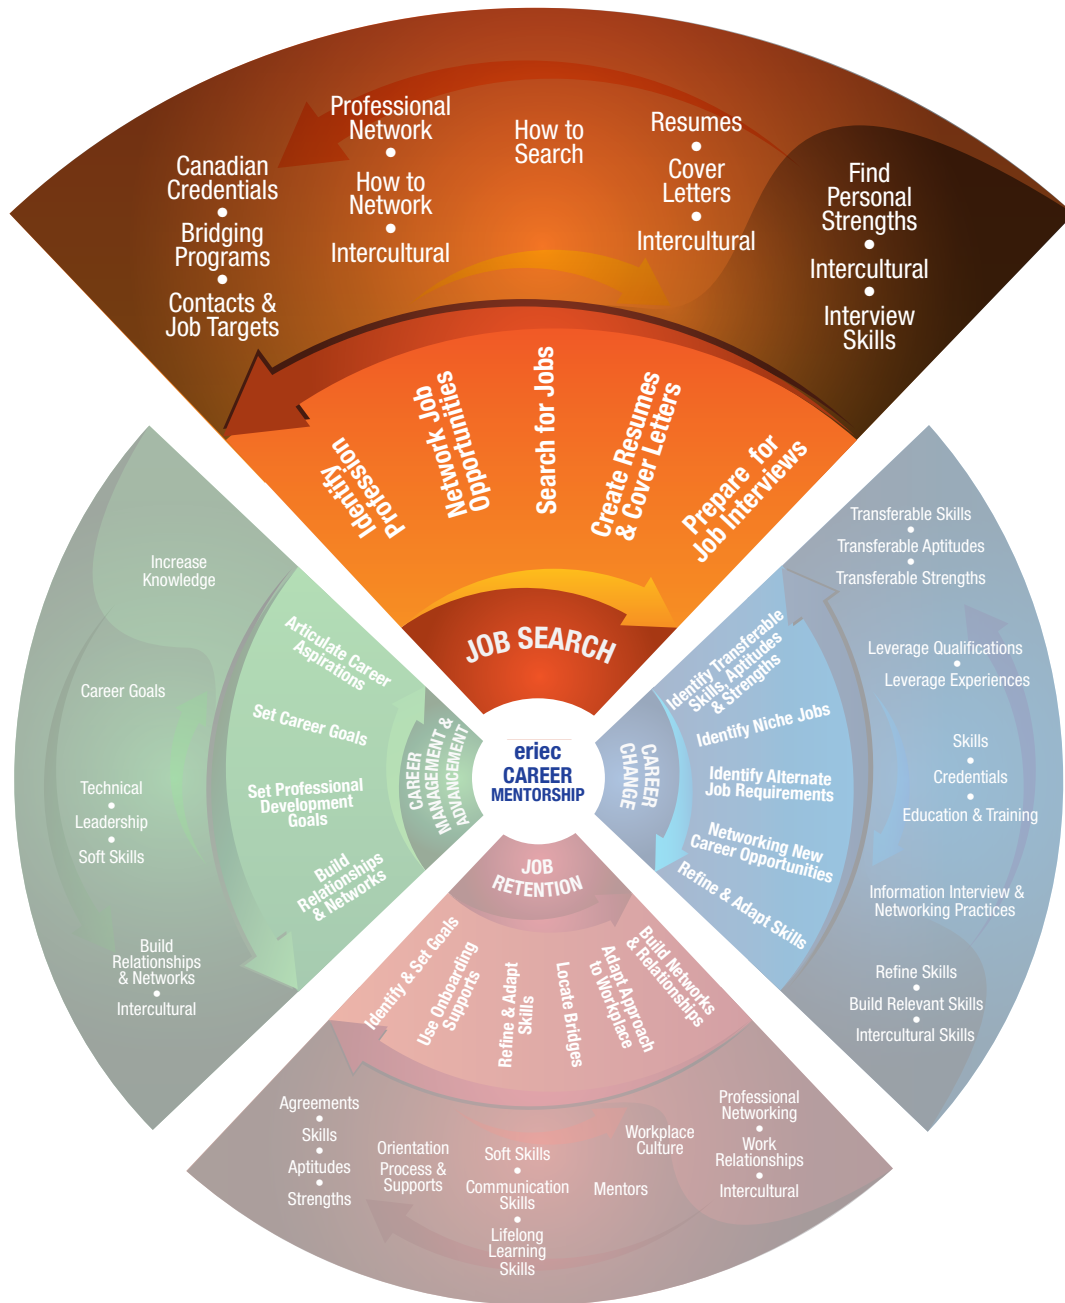 Professional
Network
How to
Network
Intercultural
How to
Search
Resumes
Cover
Letters
Intercultural
Canadian
Credentials
Bridging
Programs
Contacts &
Job Targets
Find
Personal
Strengths
Intercultural
Interview
Skills
Identify
Profession
Network Job
Opportunities
Search for Jobs
Create Resumes
& Cover Letters
Prepare for
Job Interviews
JOB SEARCH
Increase
Knowledge
Career Goals
Technical
Leadership
Soft Skills
Build
Relationships
& Networks
Intercultural
Articulate Career
Aspirations
Set Career Goals
Set Professional
Development
Goals
Build
Relationships
& Networks
CAREER
MANAGEMENT &
ADVANCEMENT
eriec
CAREER
MENTORSHIP
CAREER
CHANGE
Identify Transferable
Skills, Aptitudes
& Strengths
Identify Niche Jobs
Identify Alternate
Job Requirements
Networking New
Career Opportunities
Refine & Adapt Skills
Transferable Skills
Transferable Aptitudes
Transferable Strengths
Leverage Qualifications
Leverage Experiences
Skills
Credentials
Education & Training
Information Interview &
Networking Practices
Refine Skills
Build Relevant Skills
Intercultural Skills
JOB
RETENTION
Identify & Set Goals
Use Onboarding
Supports
Refine & Adapt
Skills
Locate Bridges
Adapt Approach
to Workplace
Build Networks
& Relationships
Agreements
Skills
Aptitudes
Strengths
Orientation
Process &
Supports
Soft Skills
Communication
Skills
Lifelong
Learning
Skills
Mentors
Workplace
Culture
Professional
Networking
Work
Relationships
Intercultural